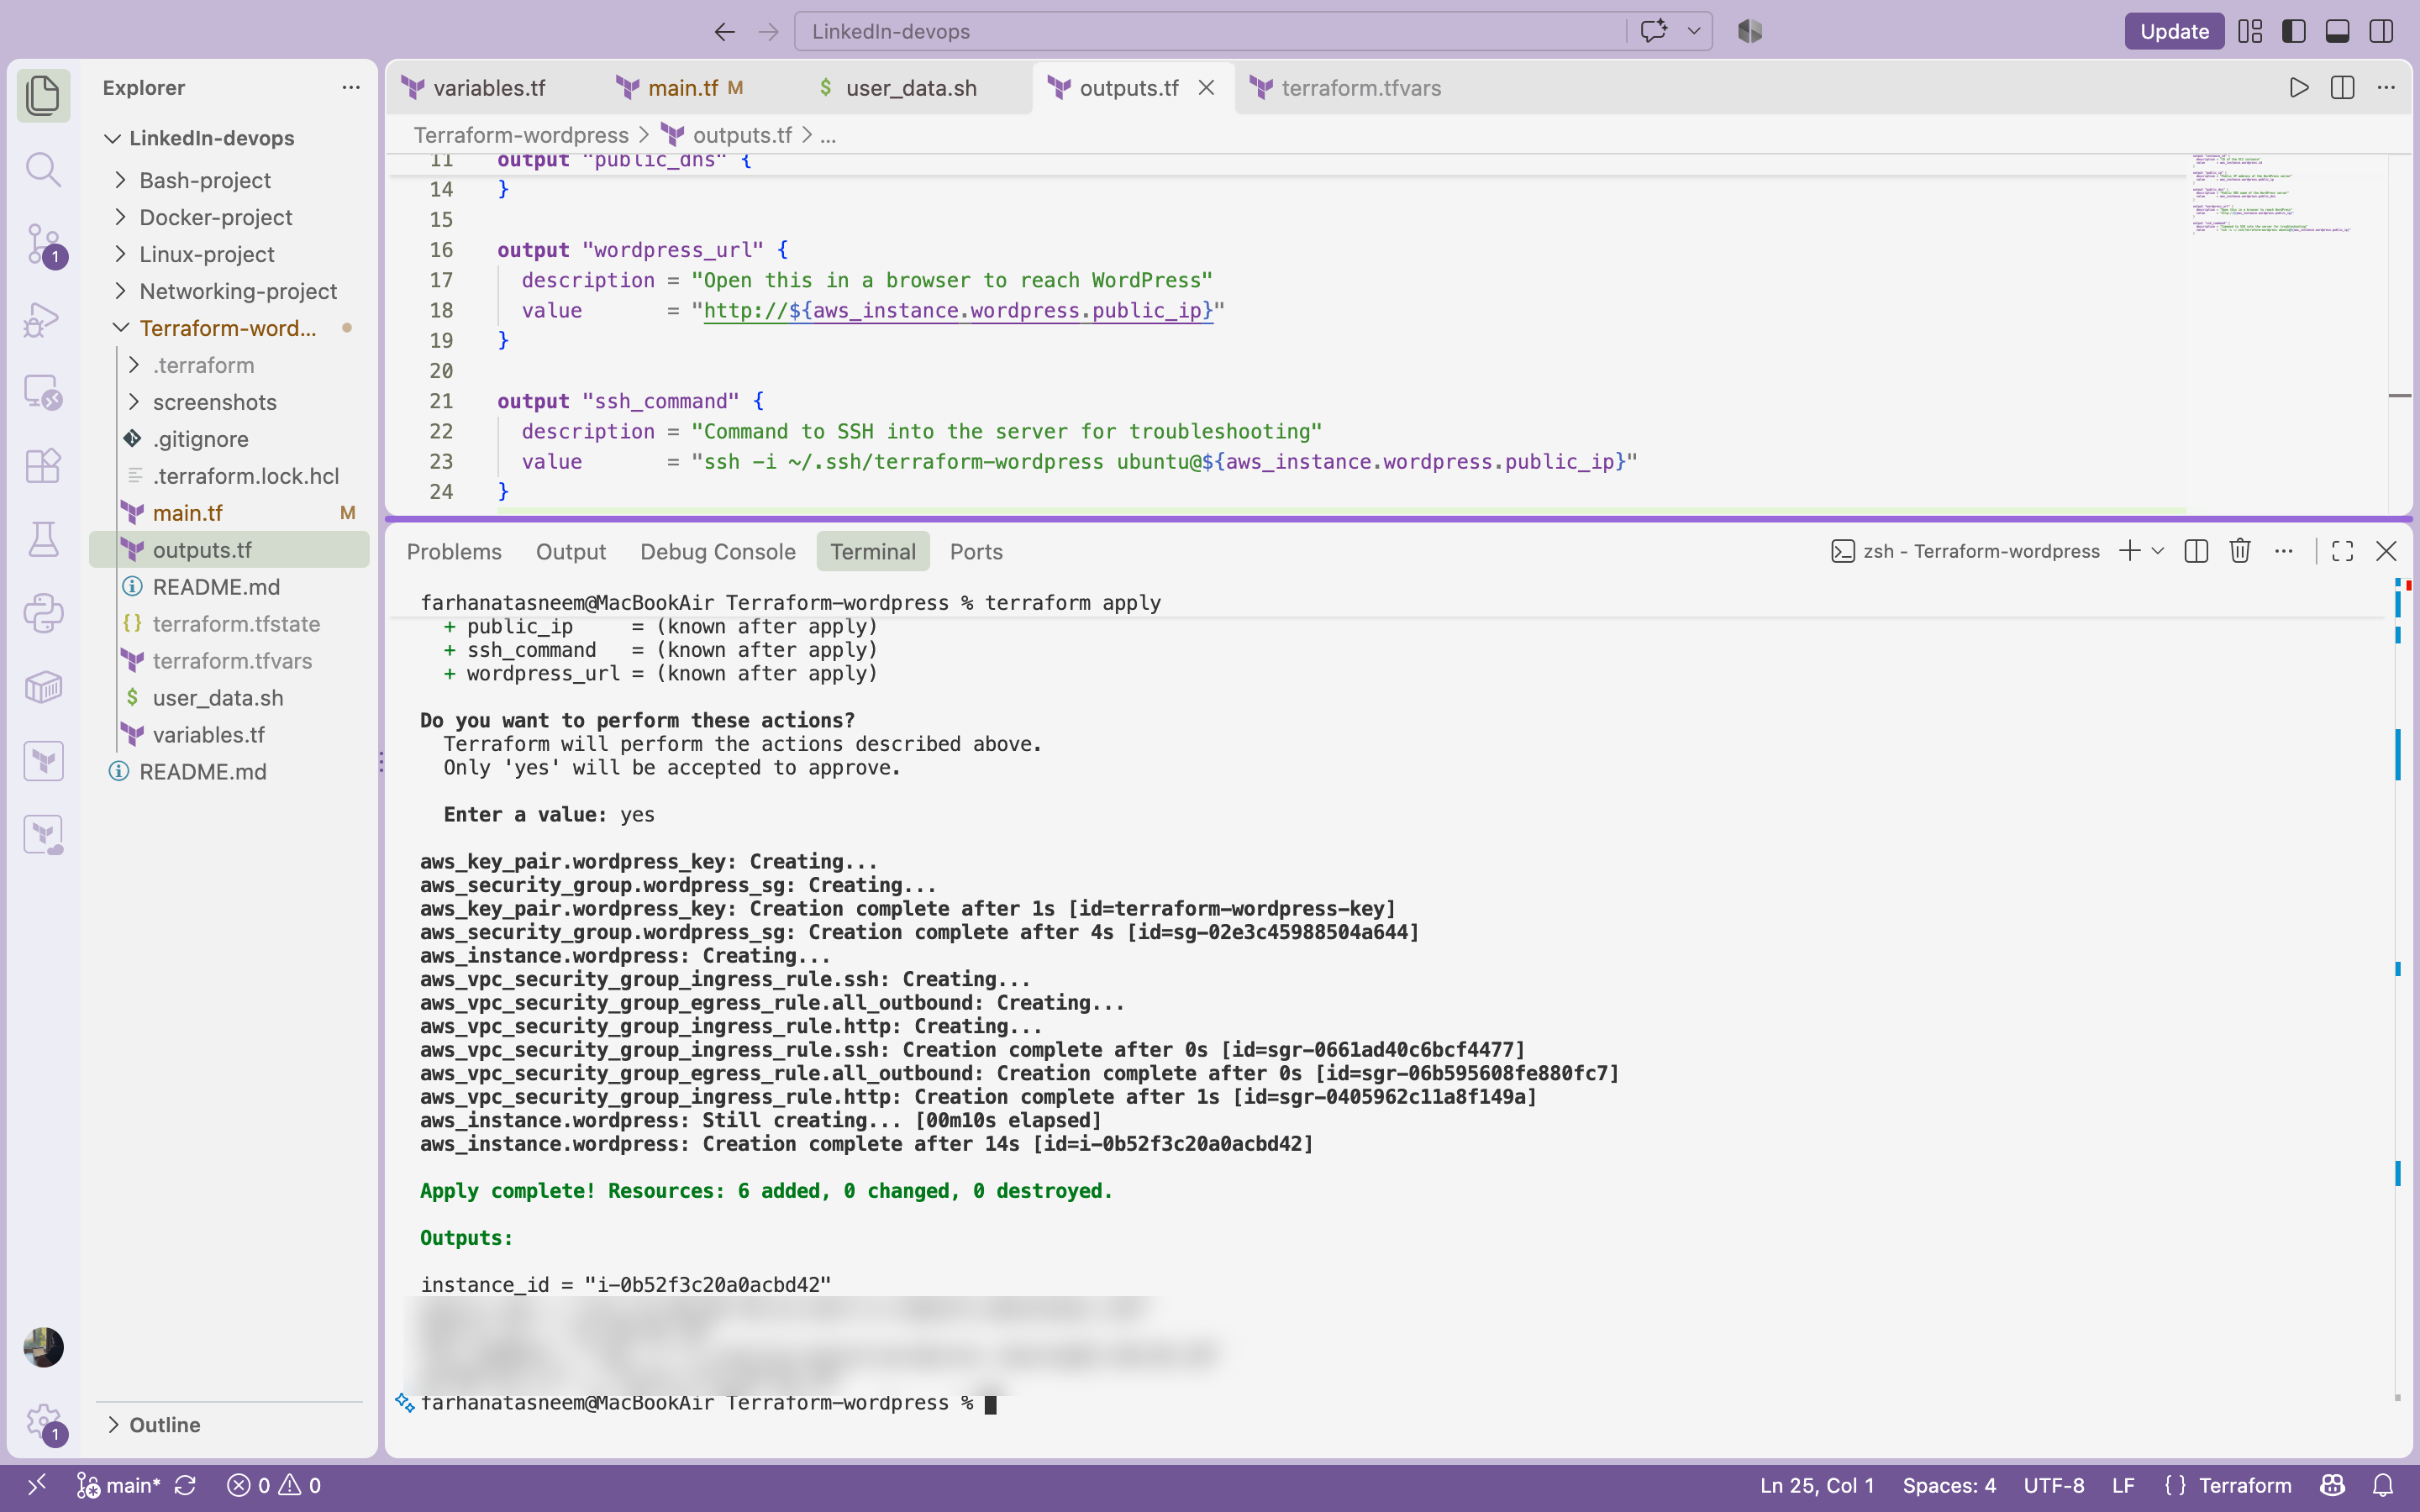 LinkedIn-devops
Update
Explorer
LinkedIn-devops
Bash-project
Docker-project
Linux-project
Networking-project
Terraform-word...
.terraform
screenshots
.gitignore
.terraform.lock.hcl
main.tf M
outputs.tf
README.md
terraform.tfstate
terraform.tfvars
user_data.sh
variables.tf
README.md
1
1
Outline
variables.tf
main.tf M
user_data.sh
outputs.tf
terraform.tfvars
Terraform-wordpress > outputs.tf > ...
11 output "public_dns" {
14 }
15
16 output "wordpress_url" {
17 description = "Open this in a browser to reach WordPress"
18 value = "http://${aws_instance.wordpress.public_ip}"
19 }
20
21 output "ssh_command" {
22 description = "Command to SSH into the server for troubleshooting"
23 value = "ssh -i ~/.ssh/terraform-wordpress ubuntu@${aws_instance.wordpress.public_ip}"
24 }
Problems Output Debug Console Terminal Ports
zsh - Terraform-wordpress
farhanatasneem@MacBookAir Terraform-wordpress % terraform apply
+ public_ip = (known after apply)
+ ssh_command = (known after apply)
+ wordpress_url = (known after apply)
Do you want to perform these actions?
Terraform will perform the actions described above.
Only 'yes' will be accepted to approve.
Enter a value: yes
aws_key_pair.wordpress_key: Creating...
aws_security_group.wordpress_sg: Creating...
aws_key_pair.wordpress_key: Creation complete after 1s [id=terraform-wordpress-key]
aws_security_group.wordpress_sg: Creation complete after 4s [id=sg-02e3c45988504a644]
aws_instance.wordpress: Creating...
aws_vpc_security_group_ingress_rule.ssh: Creating...
aws_vpc_security_group_egress_rule.all_outbound: Creating...
aws_vpc_security_group_ingress_rule.http: Creating...
aws_vpc_security_group_ingress_rule.ssh: Creation complete after 0s [id=sgr-0661ad40c6bcf4477]
aws_vpc_security_group_egress_rule.all_outbound: Creation complete after 0s [id=sgr-06b595608fe880fc7]
aws_vpc_security_group_ingress_rule.http: Creation complete after 1s [id=sgr-0405962c11a8f149a]
aws_instance.wordpress: Still creating... [00m10s elapsed]
aws_instance.wordpress: Creation complete after 14s [id=i-0b52f3c20a0acbd42]
Apply complete! Resources: 6 added, 0 changed, 0 destroyed.
Outputs:
instance_id = "i-0b52f3c20a0acbd42"
farhanatasneem@MacBookAir Terraform-wordpress %
main* 0 0
Ln 25, Col 1 Spaces: 4 UTF-8 LF {} Terraform